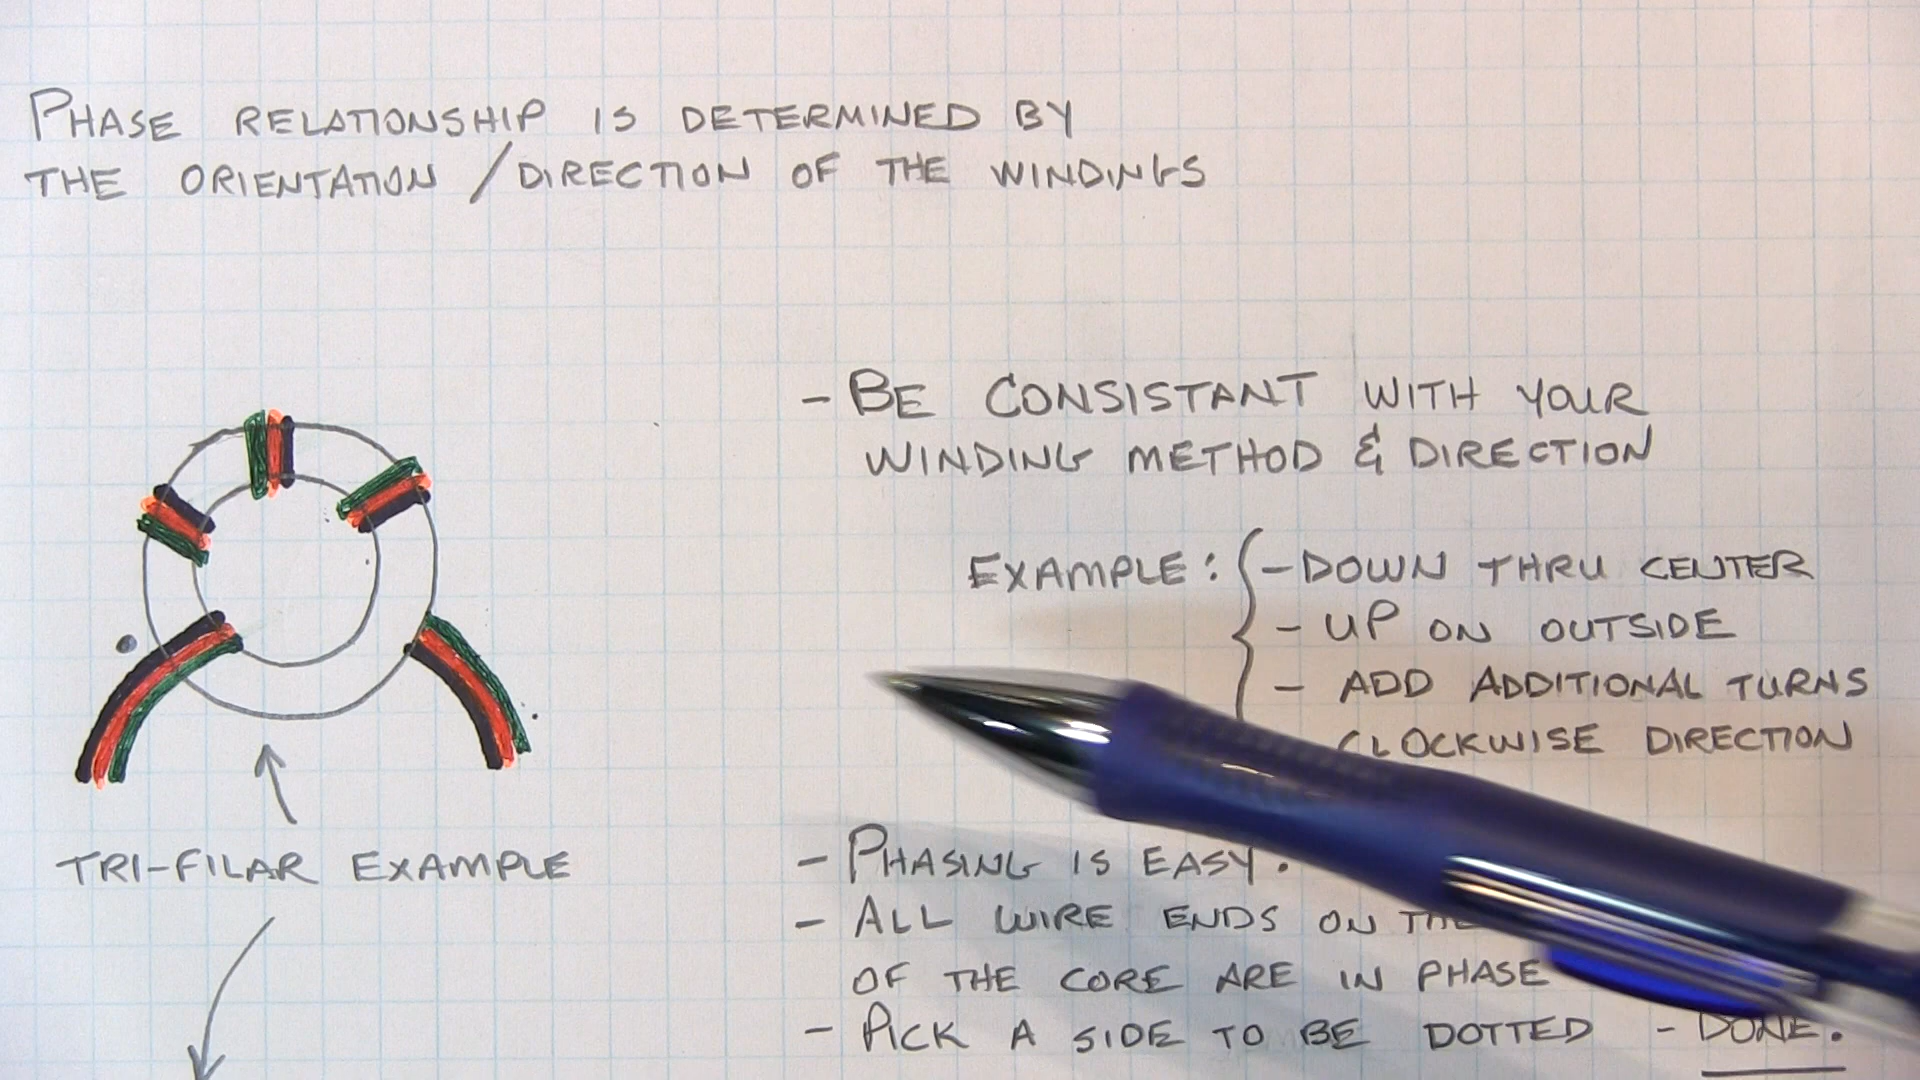 PHASE RELATIONSHIP IS DETERMINED BY
THE ORIENTATION / DIRECTION OF THE WINDINGS
- BE CONSISTANT WITH YOUR
WINDING METHOD & DIRECTION
EXAMPLE: - DOWN THRU CENTER
- UP ON OUTSIDE
- ADD ADDITIONAL TURNS
CLOCKWISE DIRECTION
TRI-FILAR EXAMPLE
- PHASING IS EASY.
- ALL WIRE ENDS ON THE
OF THE CORE ARE IN PHASE
- PICK A SIDE TO BE DOTTED - DONE.